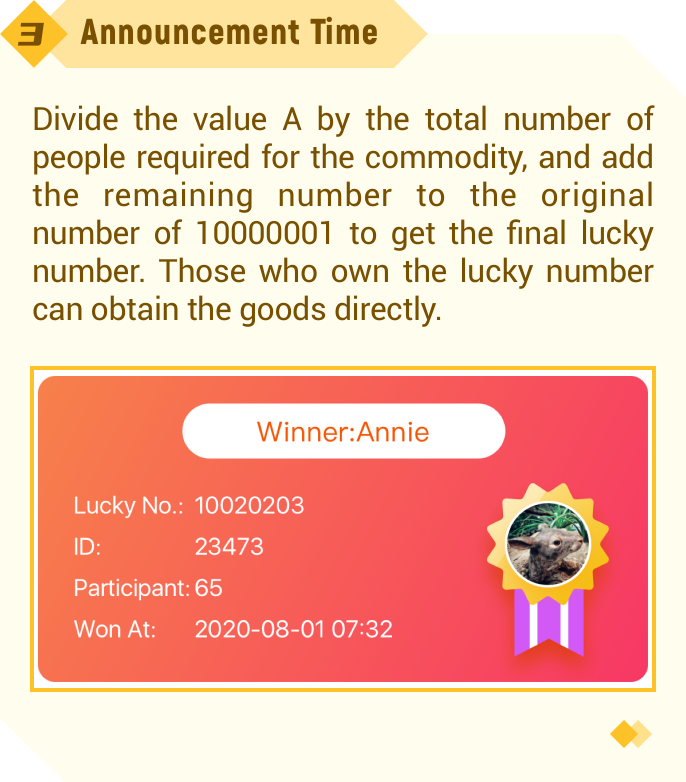 3 Announcement Time
Divide the value A by the total number of
people required for the commodity, and add
the remaining number to the original
number of 10000001 to get the final lucky
number. Those who own the lucky number
can obtain the goods directly.
Winner:Annie
Lucky No.: 10020203
ID: 23473
Participant: 65
Won At: 2020-08-01 07:32